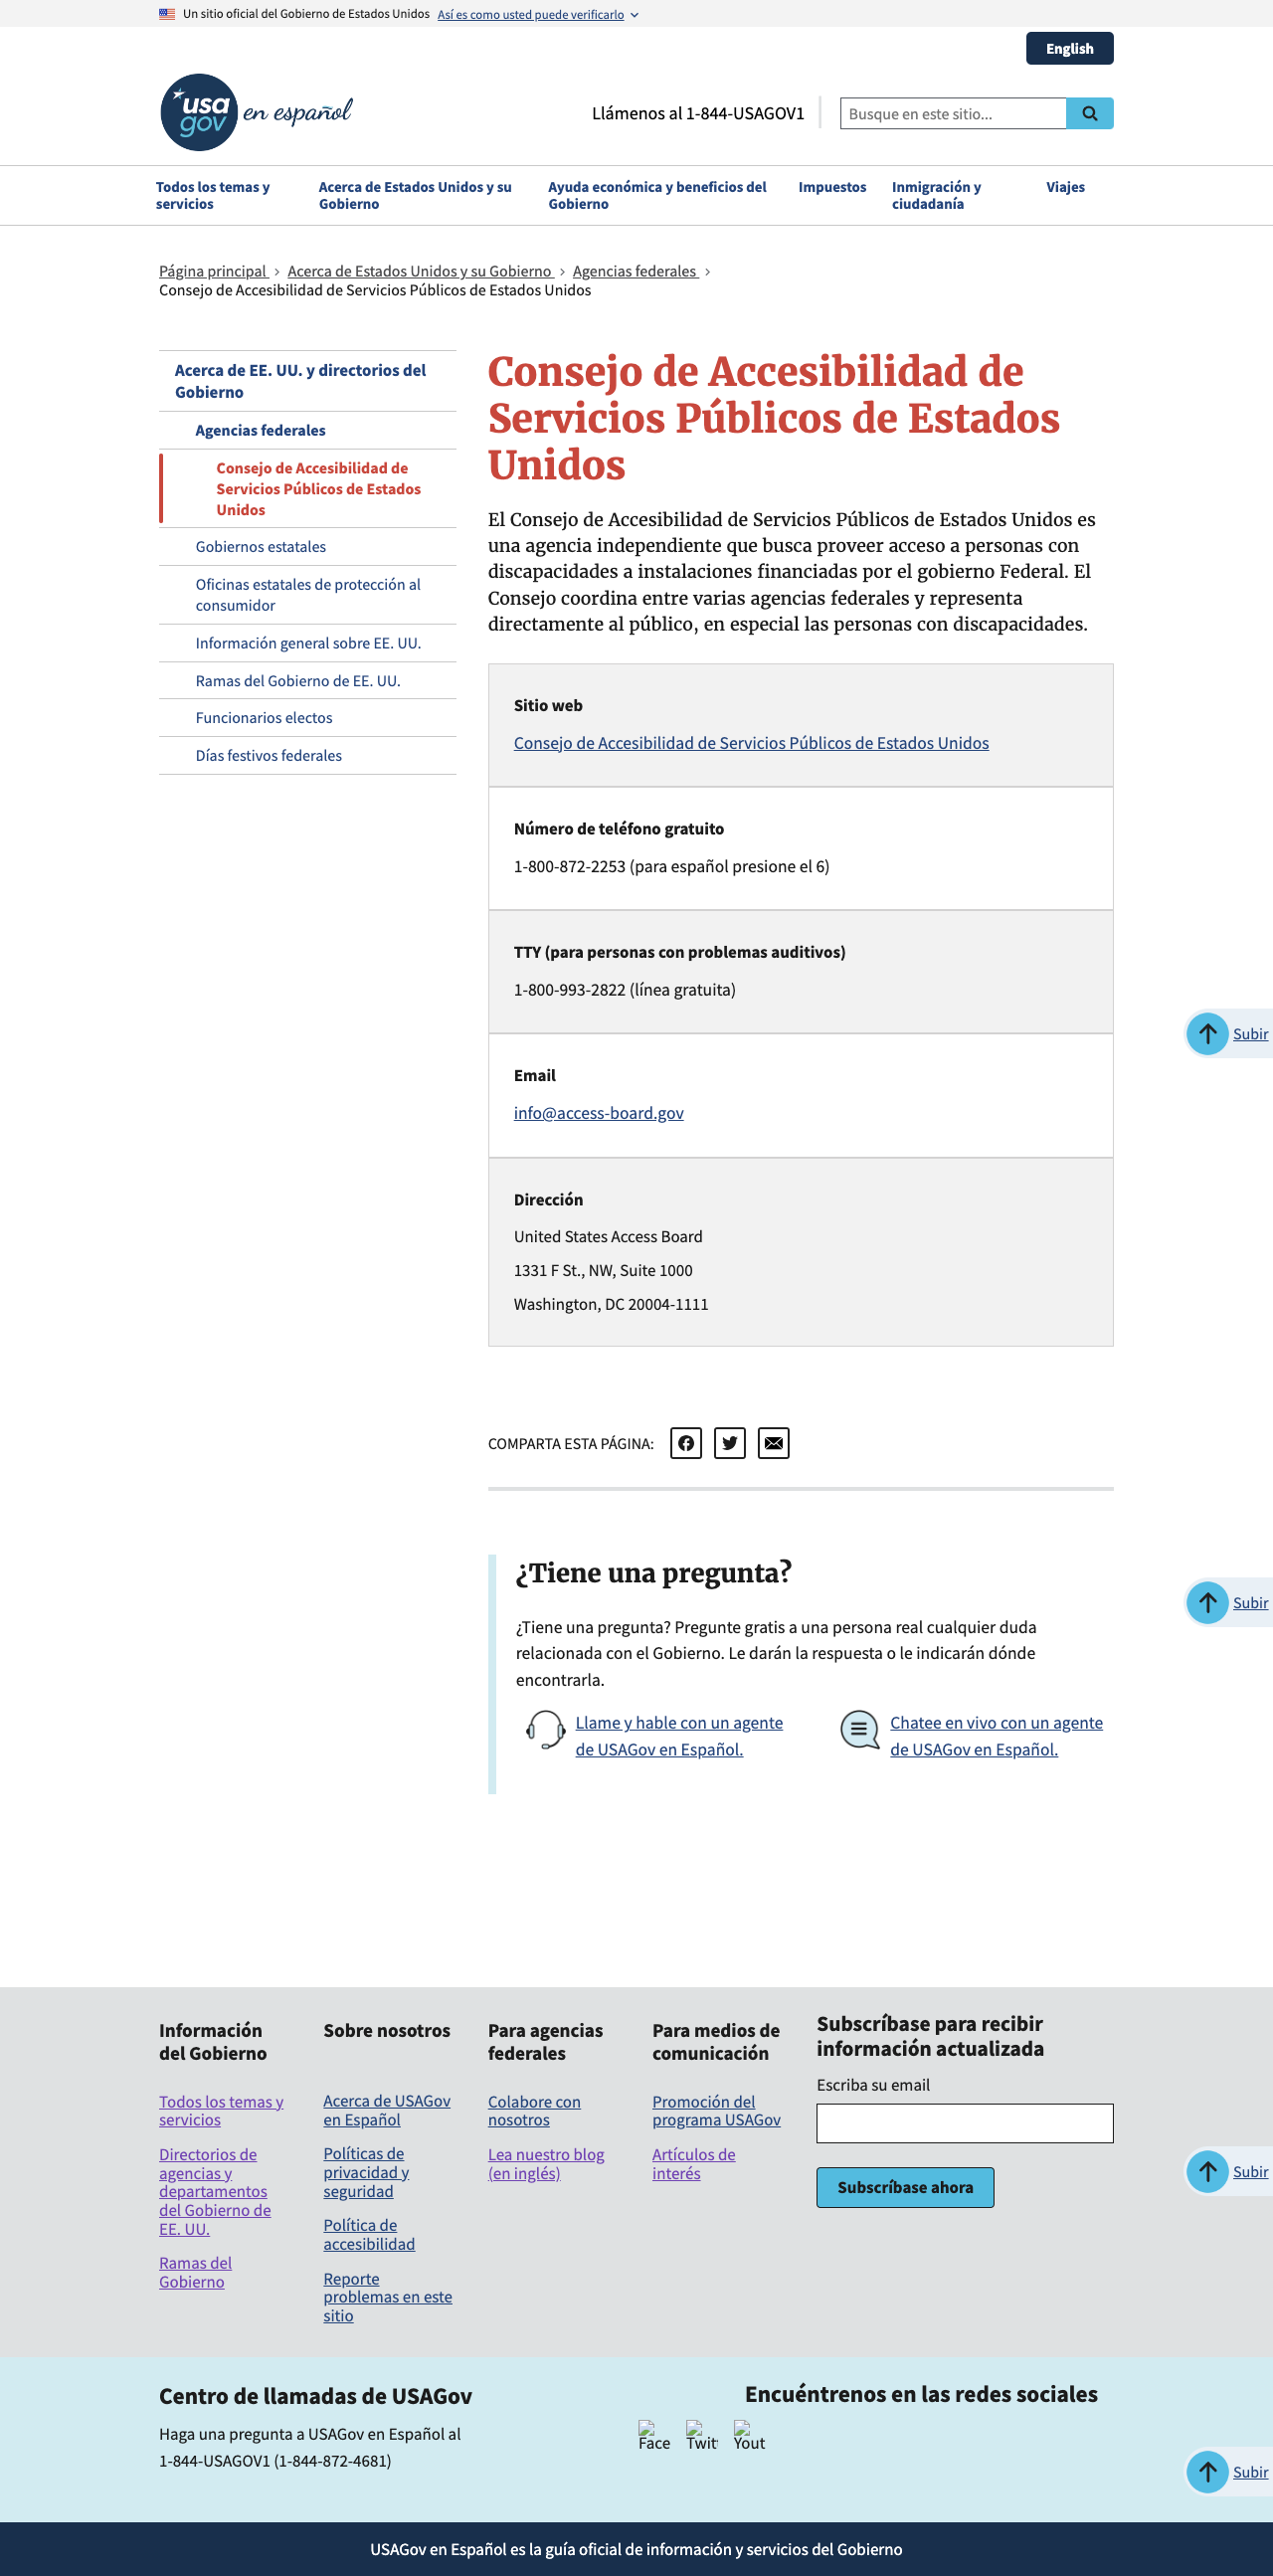 Un sitio oficial del Gobierno de Estados Unidos Así es como usted puede verificarlo
English
usa gov en español
Llámenos al 1-844-USAGOV1
Busque en este sitio...
Todos los temas y servicios
Acerca de Estados Unidos y su Gobierno
Ayuda económica y beneficios del Gobierno
Impuestos
Inmigración y ciudadanía
Viajes
Página principal
Acerca de Estados Unidos y su Gobierno
Agencias federales
Consejo de Accesibilidad de Servicios Públicos de Estados Unidos
Acerca de EE. UU. y directorios del
Gobierno
Agencias federales
Consejo de Accesibilidad de
Servicios Públicos de Estados
Unidos
Gobiernos estatales
Oficinas estatales de protección al
consumidor
Información general sobre EE. UU.
Ramas del Gobierno de EE. UU.
Funcionarios electos
Días festivos federales
Consejo de Accesibilidad de
Servicios Públicos de Estados
Unidos
El Consejo de Accesibilidad de Servicios Públicos de Estados Unidos es
una agencia independiente que busca proveer acceso a personas con
discapacidades a instalaciones financiadas por el gobierno Federal. El
Consejo coordina entre varias agencias federales y representa
directamente al público, en especial las personas con discapacidades.
Sitio web
Consejo de Accesibilidad de Servicios Públicos de Estados Unidos
Número de teléfono gratuito
1-800-872-2253 (para español presione el 6)
TTY (para personas con problemas auditivos)
1-800-993-2822 (línea gratuita)
Subir
Email
info@access-board.gov
Dirección
United States Access Board
1331 F St., NW, Suite 1000
Washington, DC 20004-1111
COMPARTA ESTA PÁGINA:
¿Tiene una pregunta?
Subir
¿Tiene una pregunta? Pregunte gratis a una persona real cualquier duda
relacionada con el Gobierno. Le darán la respuesta o le indicarán dónde
encontrarla.
Llame y hable con un agente
de USAGov en Español.
Chatee en vivo con un agente
de USAGov en Español.
Información
del Gobierno
Todos los temas y
servicios
Directorios de
agencias y
departamentos
del Gobierno de
EE. UU.
Ramas del
Gobierno
Sobre nosotros
Acerca de USAGov
en Español
Políticas de
privacidad y
seguridad
Política de
accesibilidad
Reporte
problemas en este
sitio
Para agencias
federales
Colabore con
nosotros
Lea nuestro blog
(en inglés)
Para medios de
comunicación
Promoción del
programa USAGov
Artículos de
interés
Subscríbase para recibir
información actualizada
Escriba su email
Subscríbase ahora
Subir
Centro de llamadas de USAGov
Haga una pregunta a USAGov en Español al
1-844-USAGOV1 (1-844-872-4681)
Encuéntrenos en las redes sociales
Face
Twitt
Yout
Subir
USAGov en Español es la guía oficial de información y servicios del Gobierno